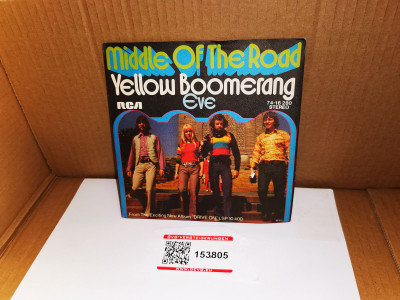 Middle Of The Road
Yellow Boomerang
Eve
RCA
74-16 250
STEREO
From The Exciting New Album "DRIVE ON", LSP 10 400
153805